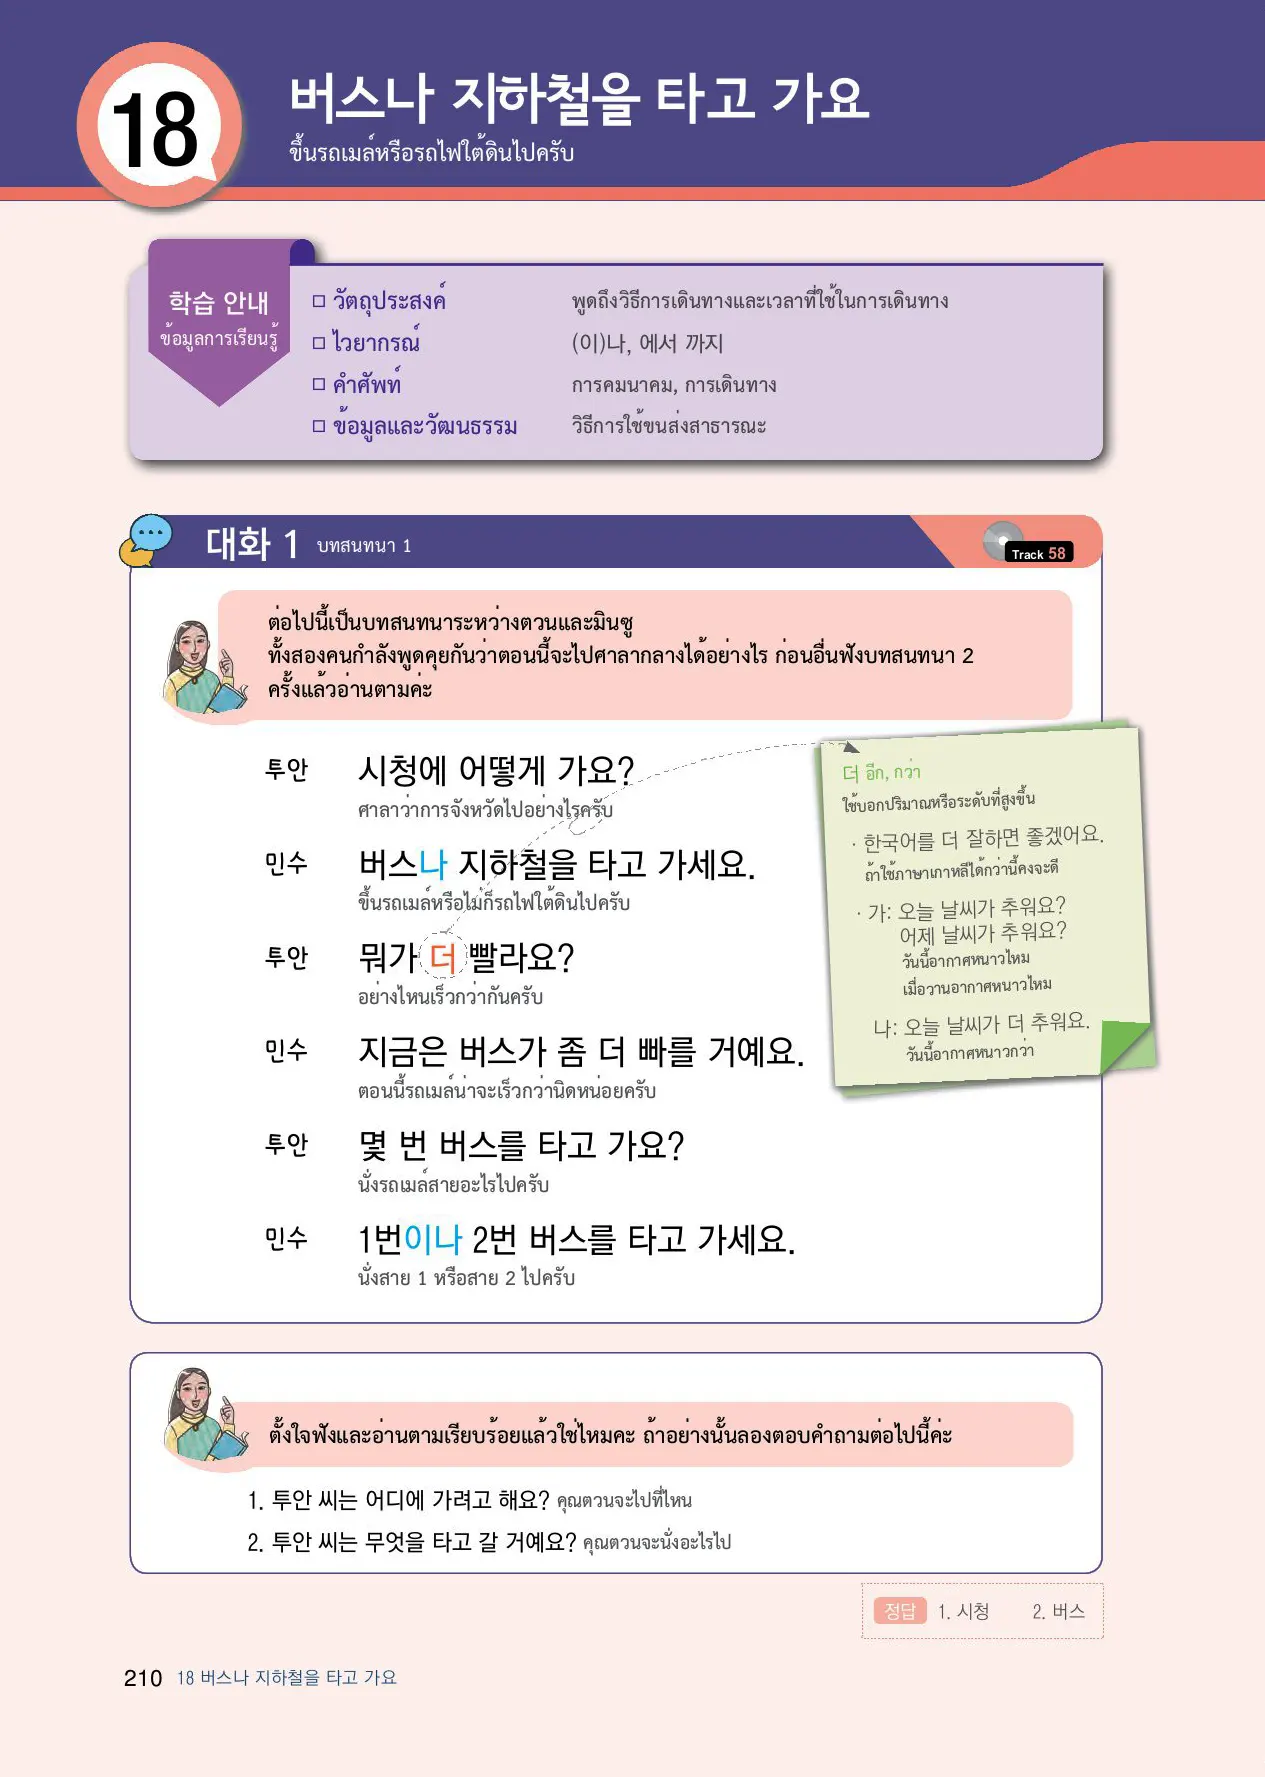 18
버스나 지하철을 타고 가요
ขึ้นรถเมล์หรือรถไฟใต้ดินไปครับ
학습 안내
ข้อมูลการเรียนรู้
□ วัตถุประสงค์ พูดถึงวิธีการเดินทางและเวลาที่ใช้ในการเดินทาง
□ ไวยากรณ์ (이)나, 에서 까지
□ คำศัพท์ การคมนาคม, การเดินทาง
□ ข้อมูลและวัฒนธรรม วิธีการใช้ขนส่งสาธารณะ
대화 1 บทสนทนา 1
Track 58
ต่อไปนี้เป็นบทสนทนาระหว่างตวนและมินซู
ทั้งสองคนกำลังพูดคุยกันว่าตอนนี้จะไปศาลากลางได้อย่างไร ก่อนอื่นฟังบทสนทนา 2
ครั้งแล้วอ่านตามค่ะ
투안 시청에 어떻게 가요?
ศาลาว่าการจังหวัดไปอย่างไรครับ
민수 버스나 지하철을 타고 가세요.
ขึ้นรถเมล์หรือไม่ก็รถไฟใต้ดินไปครับ
투안 뭐가 더 빨라요?
อย่างไหนเร็วกว่ากันครับ
민수 지금은 버스가 좀 더 빠를 거예요.
ตอนนี้รถเมล์น่าจะเร็วกว่านิดหน่อยครับ
투안 몇 번 버스를 타고 가요?
นั่งรถเมล์สายอะไรไปครับ
민수 1번이나 2번 버스를 타고 가세요.
นั่งสาย 1 หรือสาย 2 ไปครับ
더 อีก, กว่า
ใช้บอกปริมาณหรือระดับที่สูงขึ้น
· 한국어를 더 잘하면 좋겠어요.
ถ้าใช้ภาษาเกาหลีได้กว่านี้คงจะดี
· 가: 오늘 날씨가 추워요?
어제 날씨가 추워요?
วันนี้อากาศหนาวไหม
เมื่อวานอากาศหนาวไหม
나: 오늘 날씨가 더 추워요.
วันนี้อากาศหนาวกว่า
ตั้งใจฟังและอ่านตามเรียบร้อยแล้วใช่ไหมคะ ถ้าอย่างนั้นลองตอบคำถามต่อไปนี้ค่ะ
1. 투안 씨는 어디에 가려고 해요? คุณตวนจะไปที่ไหน
2. 투안 씨는 무엇을 타고 갈 거예요? คุณตวนจะนั่งอะไรไป
정답 1. 시청 2. 버스
210 18 버스나 지하철을 타고 가요